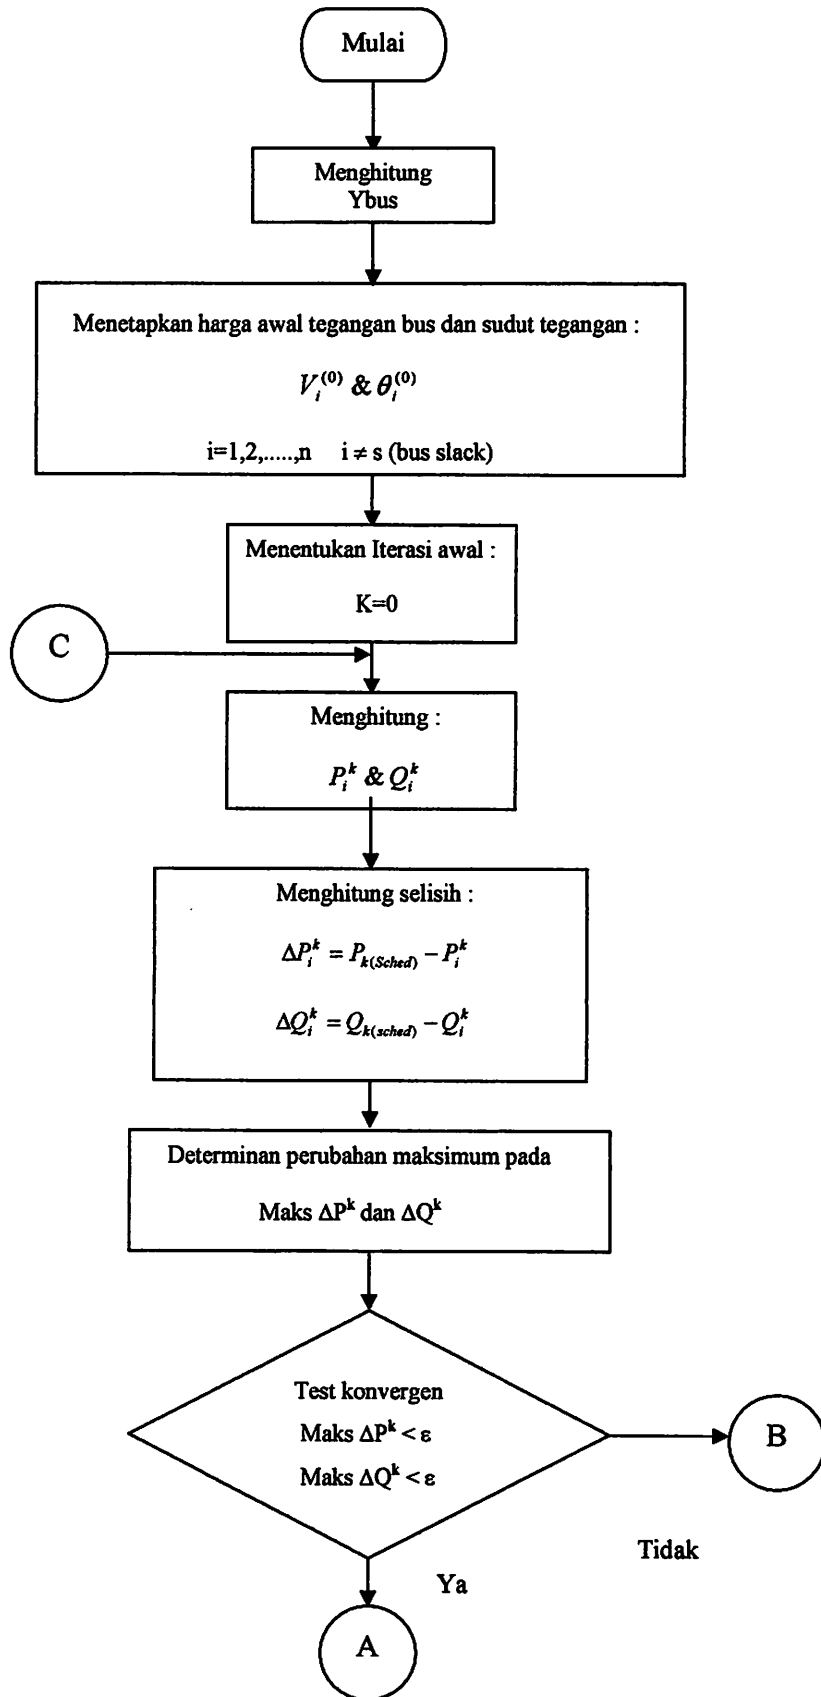 Mulai
Menghitung
Ybus
Menetapkan harga awal tegangan bus dan sudut tegangan :
V_i^(0) & θ_i^(0)
i=1,2,.....,n i ≠ s (bus slack)
Menentukan Iterasi awal :
K=0
C
Menghitung :
P_i^k & Q_i^k
Menghitung selisih :
ΔP_i^k = P_k(Sched) − P_i^k
ΔQ_i^k = Q_k(sched) − Q_i^k
Determinan perubahan maksimum pada
Maks ΔP^k dan ΔQ^k
Test konvergen
Maks ΔP^k < ε
Maks ΔQ^k < ε
B
Tidak
Ya
A